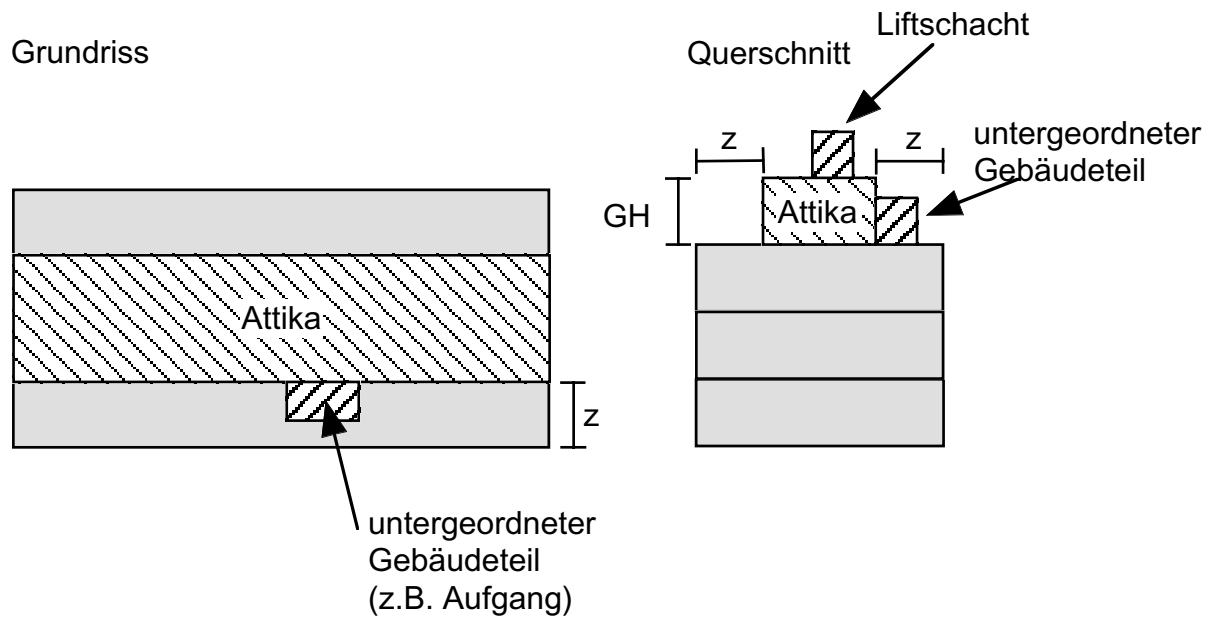 Grundriss
Attika
z
untergeordneter
Gebäudeteil
(z.B. Aufgang)
Querschnitt
Liftschacht
z
z
untergeordneter
Gebäudeteil
GH
Attika